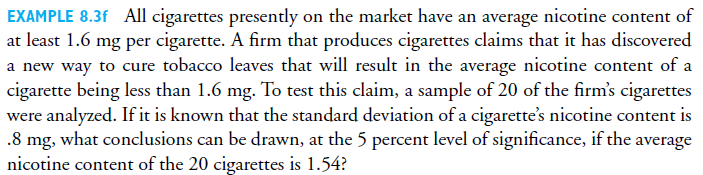 EXAMPLE 8.3f All cigarettes presently on the market have an average nicotine content of
at least 1.6 mg per cigarette. A firm that produces cigarettes claims that it has discovered
a new way to cure tobacco leaves that will result in the average nicotine content of a
cigarette being less than 1.6 mg. To test this claim, a sample of 20 of the firm's cigarettes
were analyzed. If it is known that the standard deviation of a cigarette's nicotine content is
.8 mg, what conclusions can be drawn, at the 5 percent level of significance, if the average
nicotine content of the 20 cigarettes is 1.54?